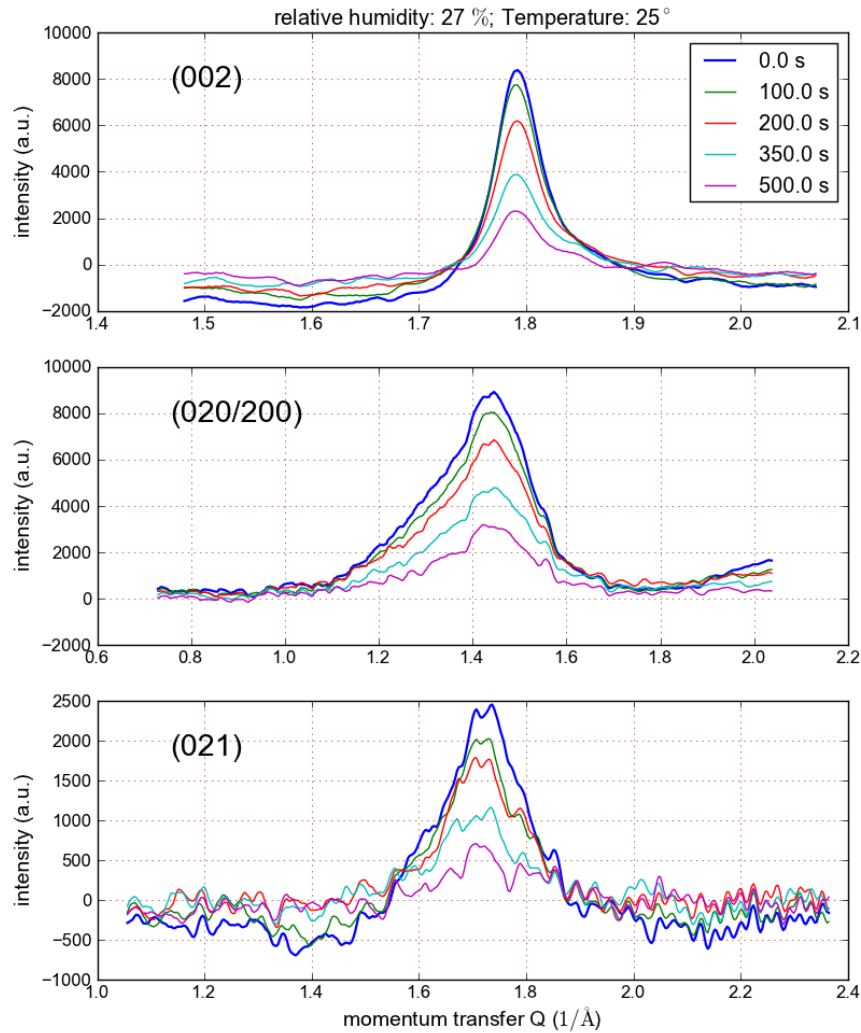 relative humidity: 27 %; Temperature: 25°
10000
8000
6000
4000
2000
0
−2000
intensity (a.u.)
(002)
0.0 s
100.0 s
200.0 s
350.0 s
500.0 s
1.4 1.5 1.6 1.7 1.8 1.9 2.0 2.1
10000
8000
6000
4000
2000
0
−2000
intensity (a.u.)
(020/200)
0.6 0.8 1.0 1.2 1.4 1.6 1.8 2.0 2.2
2500
2000
1500
1000
500
0
−500
−1000
intensity (a.u.)
(021)
1.0 1.2 1.4 1.6 1.8 2.0 2.2 2.4
momentum transfer Q (1/Å)